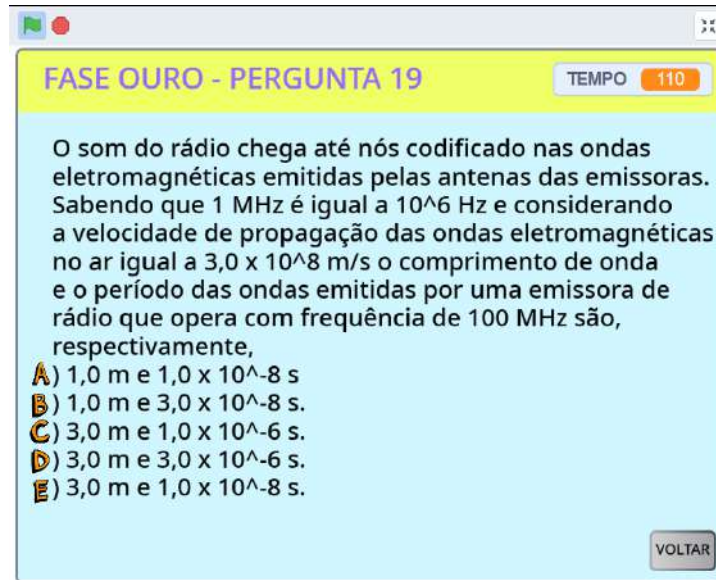 FASE OURO - PERGUNTA 19
TEMPO 110
O som do rádio chega até nós codificado nas ondas
eletromagnéticas emitidas pelas antenas das emissoras.
Sabendo que 1 MHz é igual a 10^6 Hz e considerando
a velocidade de propagação das ondas eletromagnéticas
no ar igual a 3,0 x 10^8 m/s o comprimento de onda
e o período das ondas emitidas por uma emissora de
rádio que opera com frequência de 100 MHz são,
respectivamente,
A) 1,0 m e 1,0 x 10^-8 s
B) 1,0 m e 3,0 x 10^-8 s.
C) 3,0 m e 1,0 x 10^-6 s.
D) 3,0 m e 3,0 x 10^-6 s.
E) 3,0 m e 1,0 x 10^-8 s.
VOLTAR